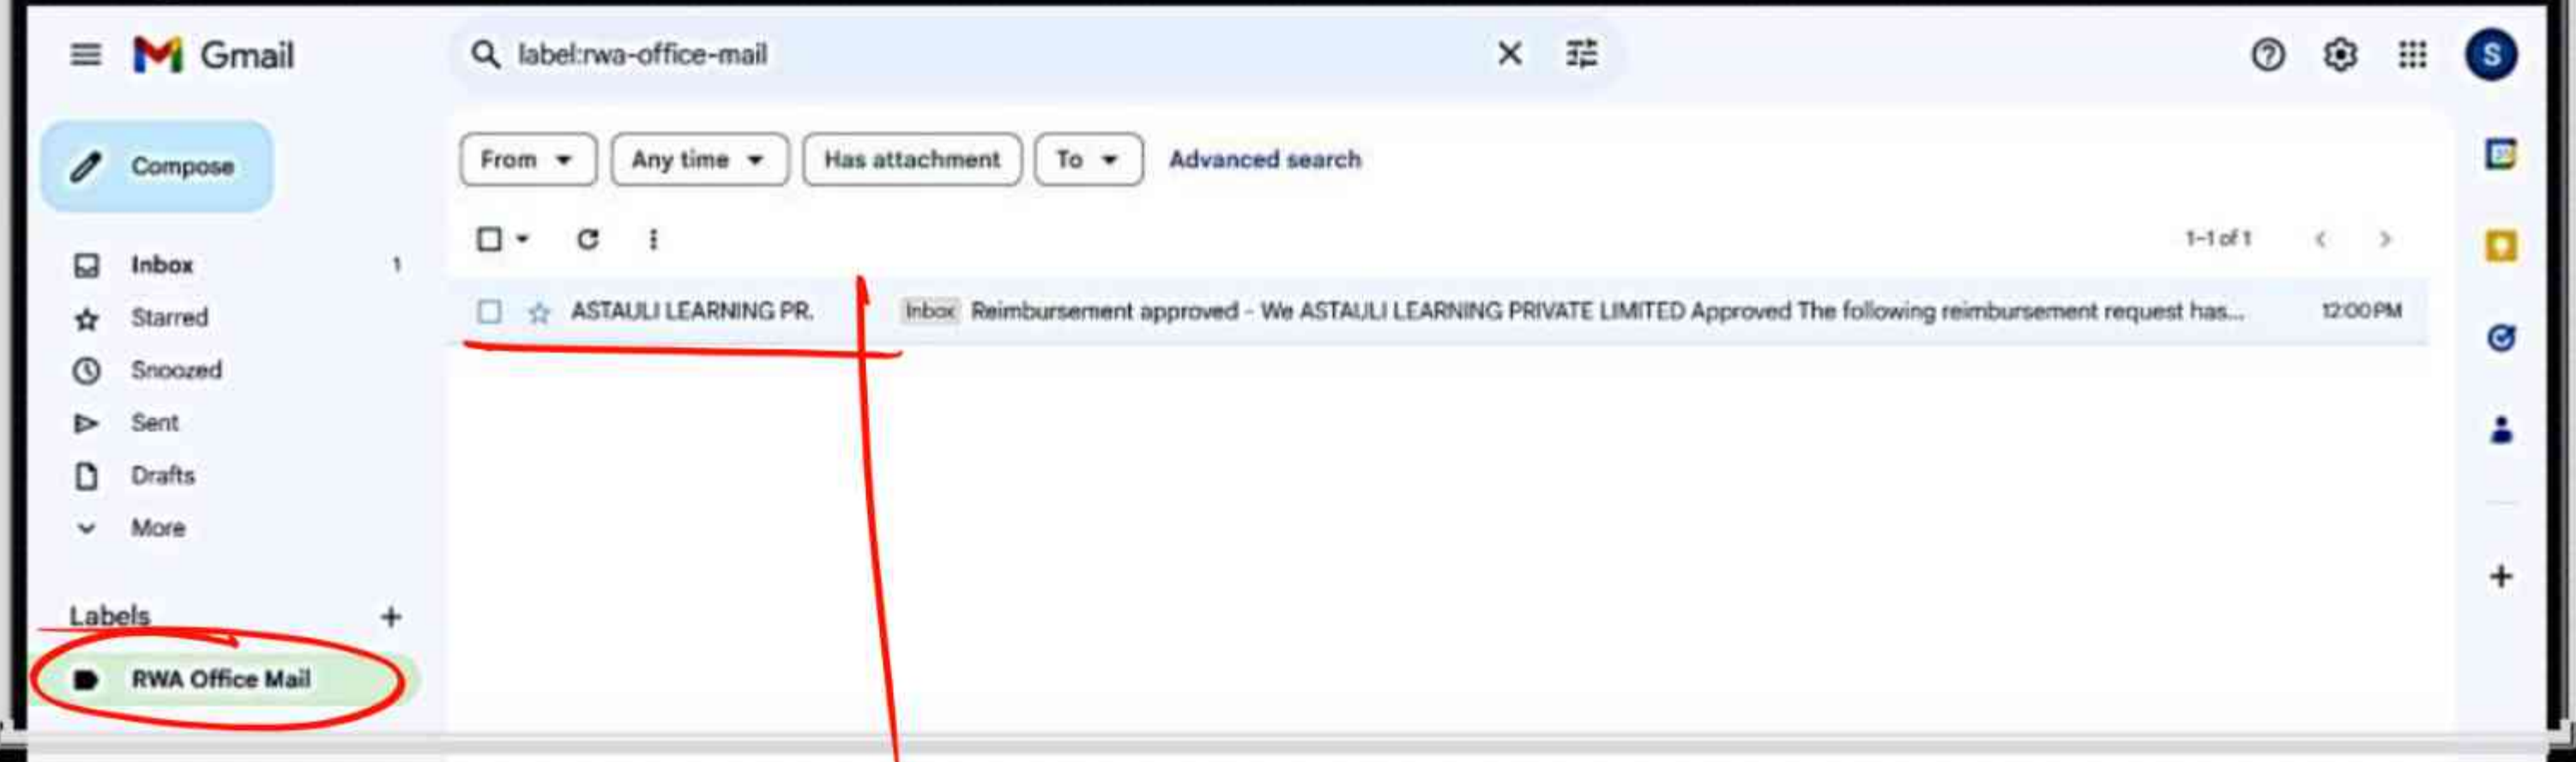 Gmail
label:rwa-office-mail
S
Compose
From
Any time
Has attachment
To
Advanced search
1-1 of 1
Inbox 1
Starred
Snoozed
Sent
Drafts
More
ASTAULI LEARNING PR. Inbox Reimbursement approved - We ASTAULI LEARNING PRIVATE LIMITED Approved The following reimbursement request has... 12:00 PM
Labels
RWA Office Mail